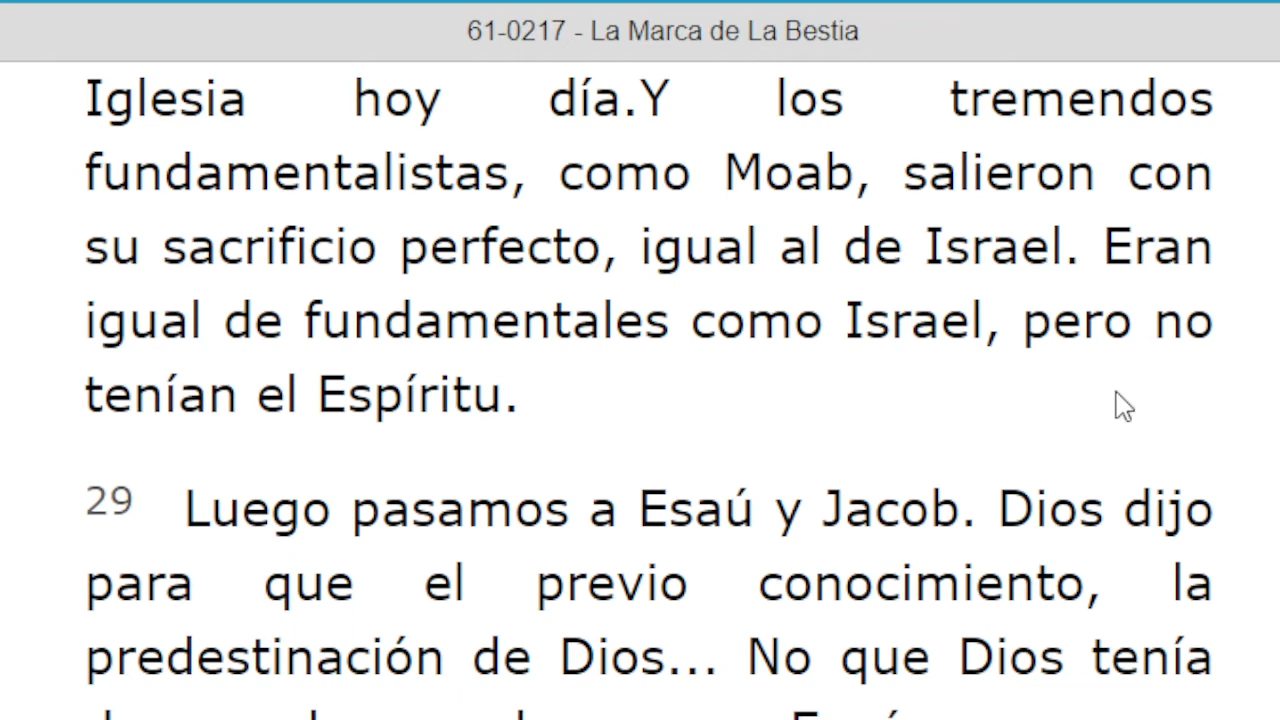 61-0217 - La Marca de La Bestia
Iglesia hoy día.Y los tremendos
fundamentalistas, como Moab, salieron con
su sacrificio perfecto, igual al de Israel. Eran
igual de fundamentales como Israel, pero no
tenían el Espíritu.
29 Luego pasamos a Esaú y Jacob. Dios dijo
para que el previo conocimiento, la
predestinación de Dios... No que Dios tenía